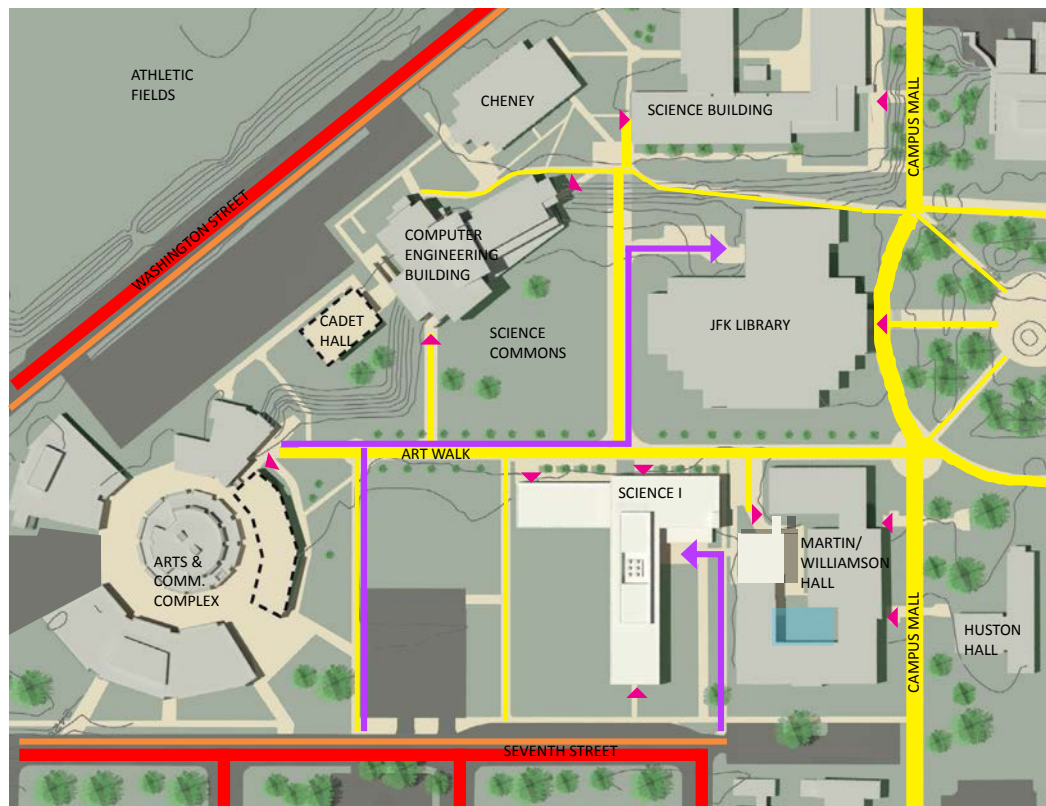 ATHLETIC
FIELDS
CHENEY
SCIENCE BUILDING
CAMPUS MALL
WASHINGTON STREET
COMPUTER
ENGINEERING
BUILDING
CADET
HALL
SCIENCE
COMMONS
JFK LIBRARY
ART WALK
SCIENCE I
ARTS &
COMM.
COMPLEX
MARTIN/
WILLIAMSON
HALL
HUSTON
HALL
CAMPUS MALL
SEVENTH STREET